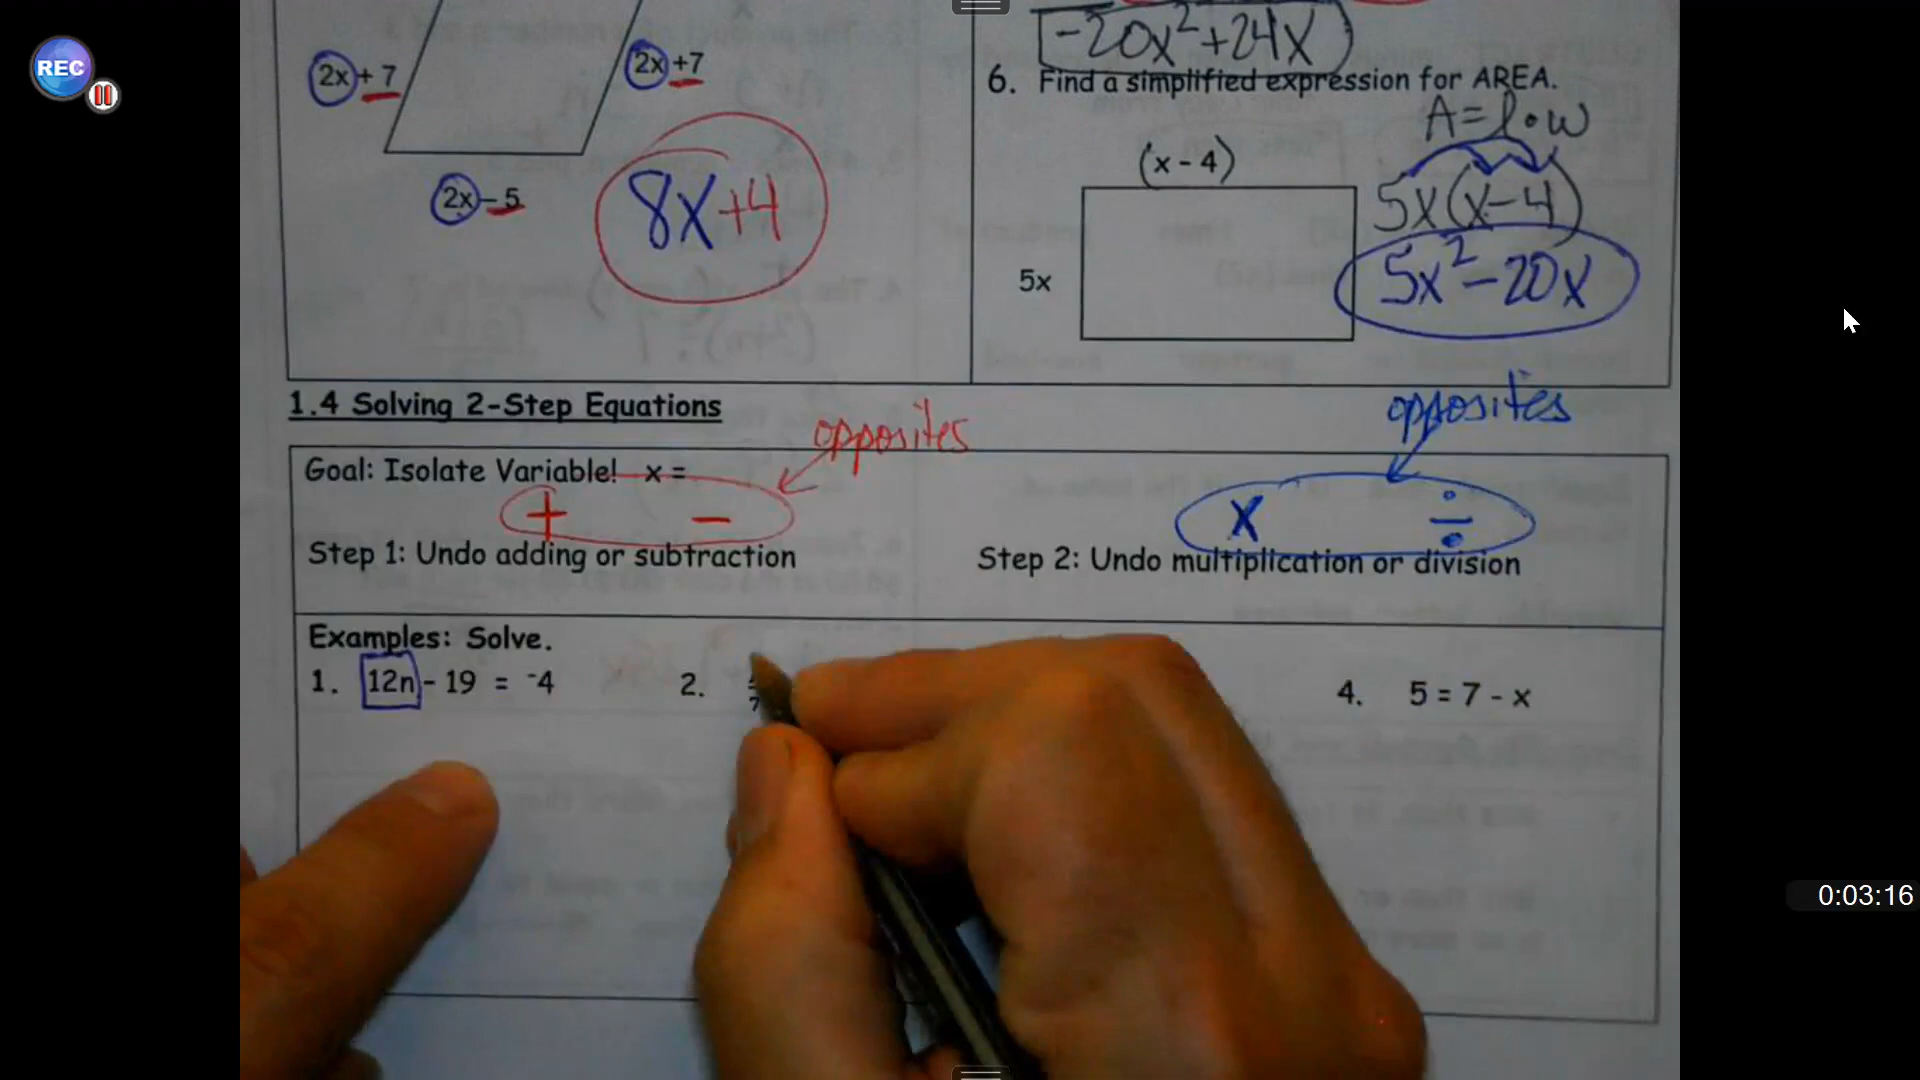 REC
-20x²+24x
2x + 7
2x +7
2x - 5
8x+4
6. Find a simplified expression for AREA.
A = l • w
(x - 4)
5x(x-4)
5x
5x² - 20x
1.4 Solving 2-Step Equations
opposites
opposites
Goal: Isolate Variable! x =
+ -
x ÷
Step 1: Undo adding or subtraction
Step 2: Undo multiplication or division
Examples: Solve.
1. 12n - 19 = -4
2.
7
4. 5 = 7 - x
0:03:16